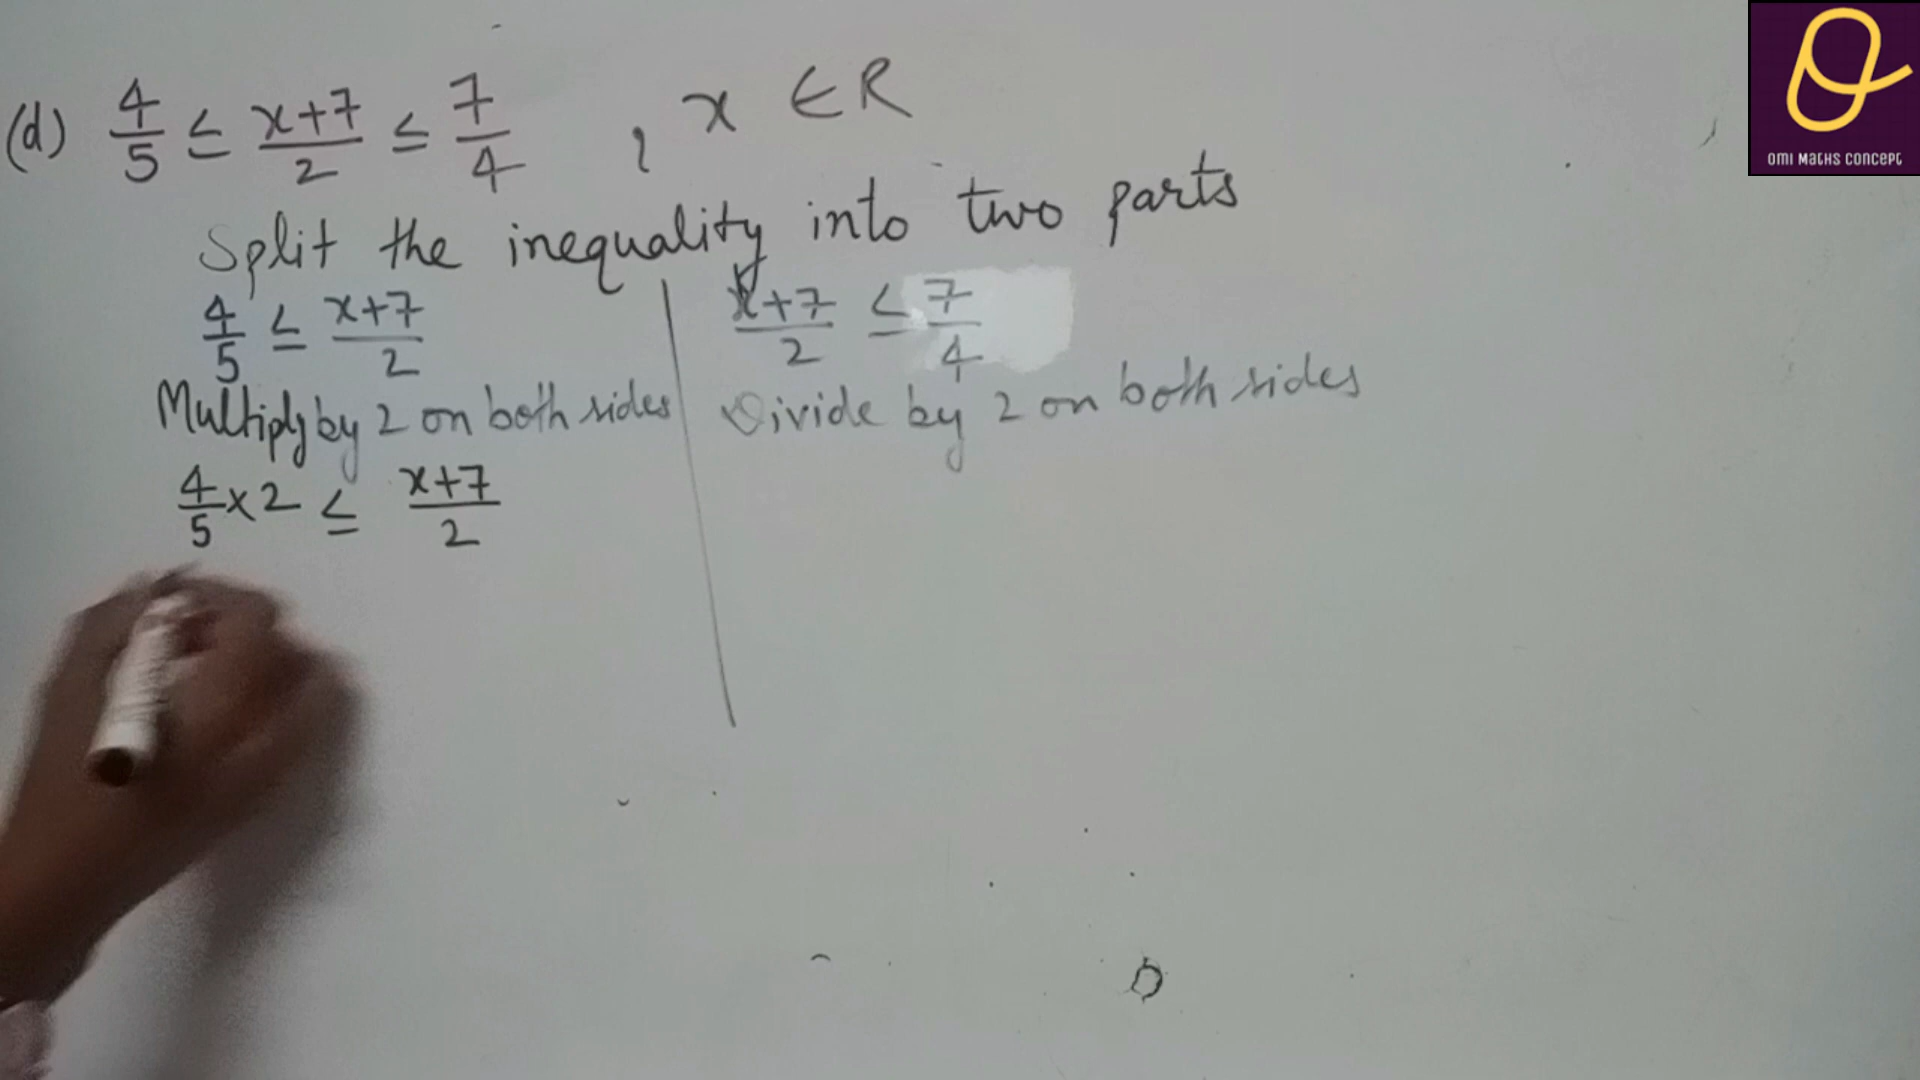 (d) 4/5 ≤ x+7/2 ≤ 7/4 , x ∈ R
Split the inequality into two parts
4/5 ≤ x+7/2
Multiply by 2 on both sides
4/5 × 2 ≤ x+7/2
x+7/2 ≤ 7/4
Divide by 2 on both sides
OMI MATHS CONCEPT